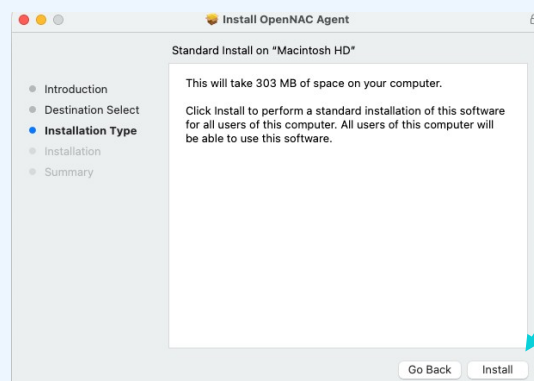 Install OpenNAC Agent
Standard Install on “Macintosh HD”
Introduction
Destination Select
Installation Type
Installation
Summary
This will take 303 MB of space on your computer.
Click Install to perform a standard installation of this software
for all users of this computer. All users of this computer will
be able to use this software.
Go Back
Install